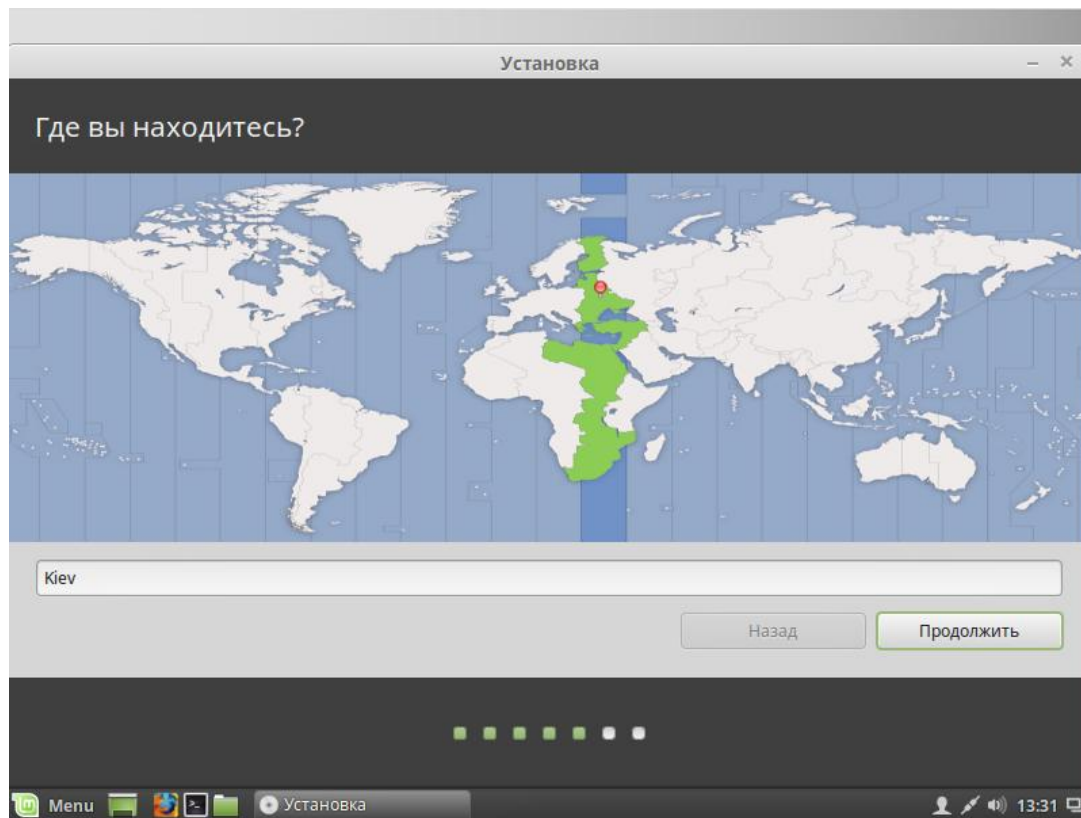 Установка
Где вы находитесь?
Kiev
Назад
Продолжить
Menu
Установка
13:31